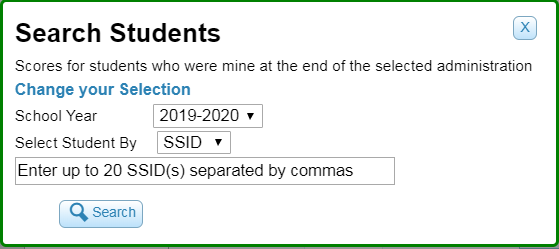 Search Students
X
Scores for students who were mine at the end of the selected administration
Change your Selection
School Year 2019-2020
Select Student By SSID
Enter up to 20 SSID(s) separated by commas
Search